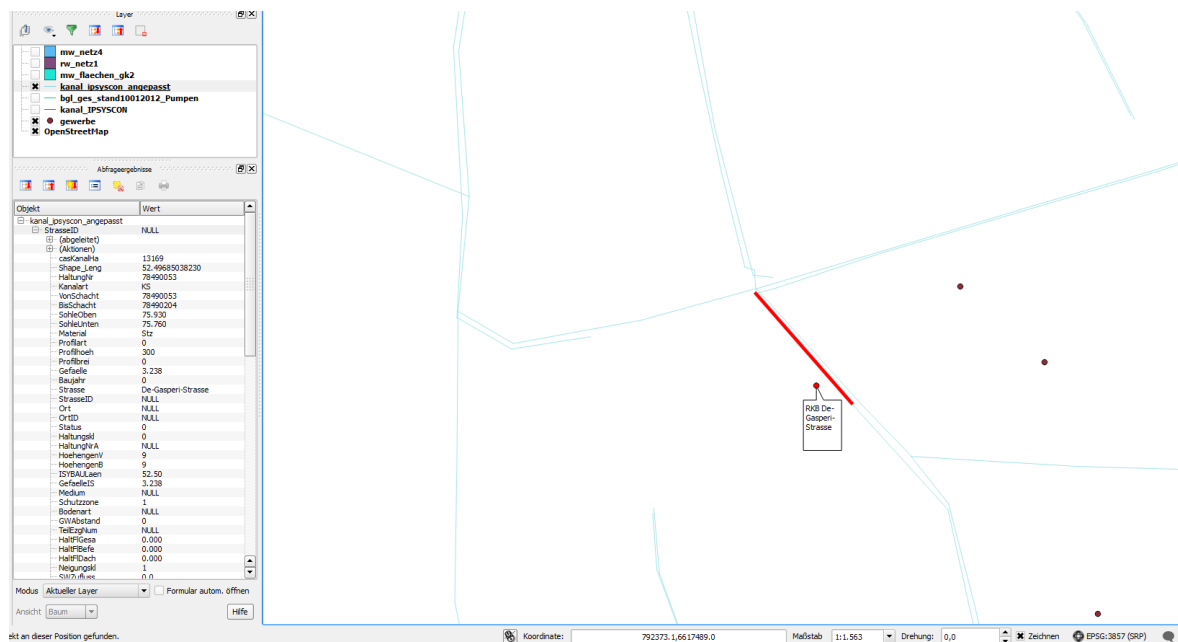 Layer
mw_netz4
rw_netz1
mw_flaechen_gk2
kanal_ipsyscon_angepasst
bgl_ges_stand10012012_Pumpen
kanal_IPSYSCON
gewerbe
OpenStreetMap
Abfrageergebnisse
Objekt Wert
kanal_ipsyscon_angepasst
StrasseID NULL
(abgeleitet)
(Aktionen)
casKanalHa 13169
Shape_Leng 52.49685038230
HaltungNr 78490053
Kanalart KS
VonSchacht 78490053
BisSchacht 78490204
SohleOben 75.930
SohleUnten 75.760
Material Stz
Profilart 0
Profilhoeh 300
Profilbrei 0
Gefaelle 3.238
Baujahr 0
Strasse De-Gasperi-Strasse
StrasseID NULL
Ort NULL
OrtID NULL
Status 0
Haltungskl 0
HaltungNrA NULL
HoehengenV 9
HoehengenB 9
ISYBAULaen 52.50
GefaelleIS 3.238
Medium NULL
Schutzzone 1
Bodenart NULL
GWAbstand 0
TeilEzgNum NULL
HaltFlGesa 0.000
HaltFlBefe 0.000
HaltFlDach 0.000
Neigungskl 1
SWZufluss 0.0
Modus Aktueller Layer Formular autom. öffnen
Ansicht Baum Hilfe
RKB De-
Gasperi-
Strasse
ekt an dieser Position gefunden. Koordinate: 792373.1,6617489.0 Maßstab 1:1.563 Drehung: 0,0 Zeichnen EPSG:3857 (SRP)